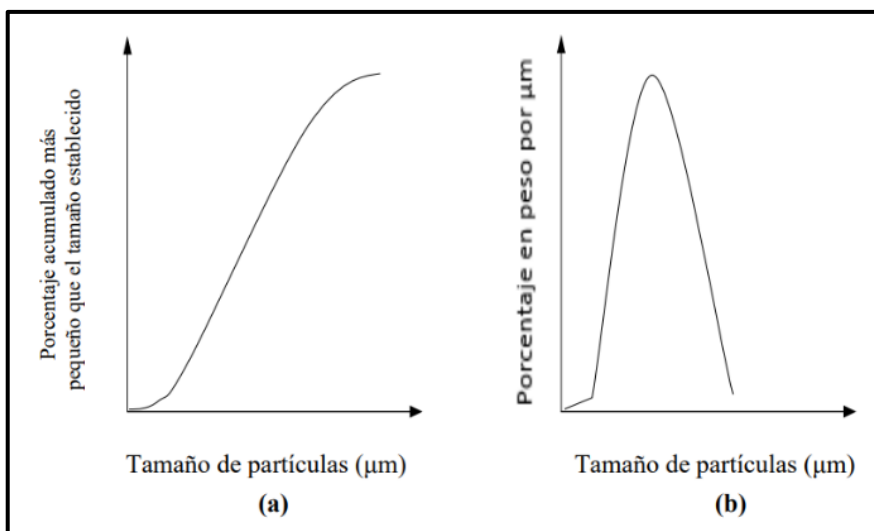 Porcentaje acumulado más
pequeño que el tamaño establecido
Tamaño de partículas (µm)
(a)
Porcentaje en peso por µm
Tamaño de partículas (µm)
(b)